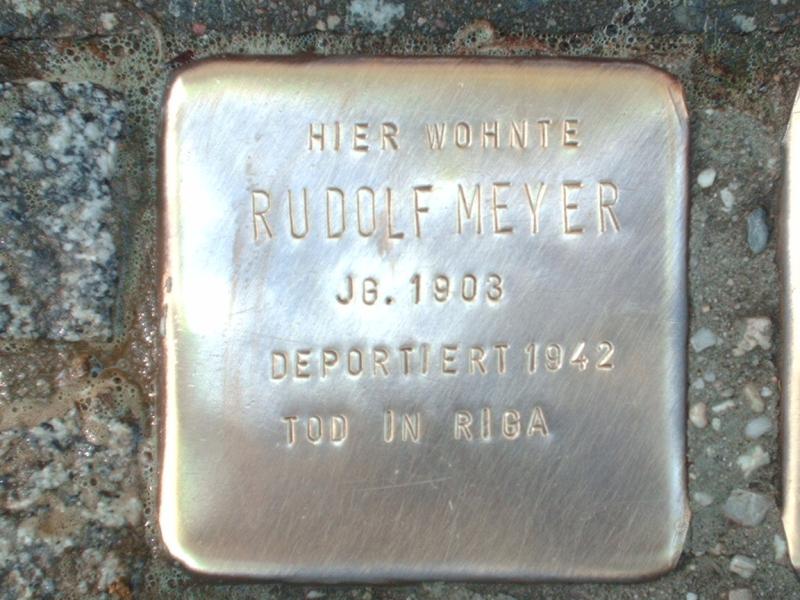 HIER WOHNTE
RUDOLF MEYER
JG. 1903
DEPORTIERT 1942
TOD IN RIGA